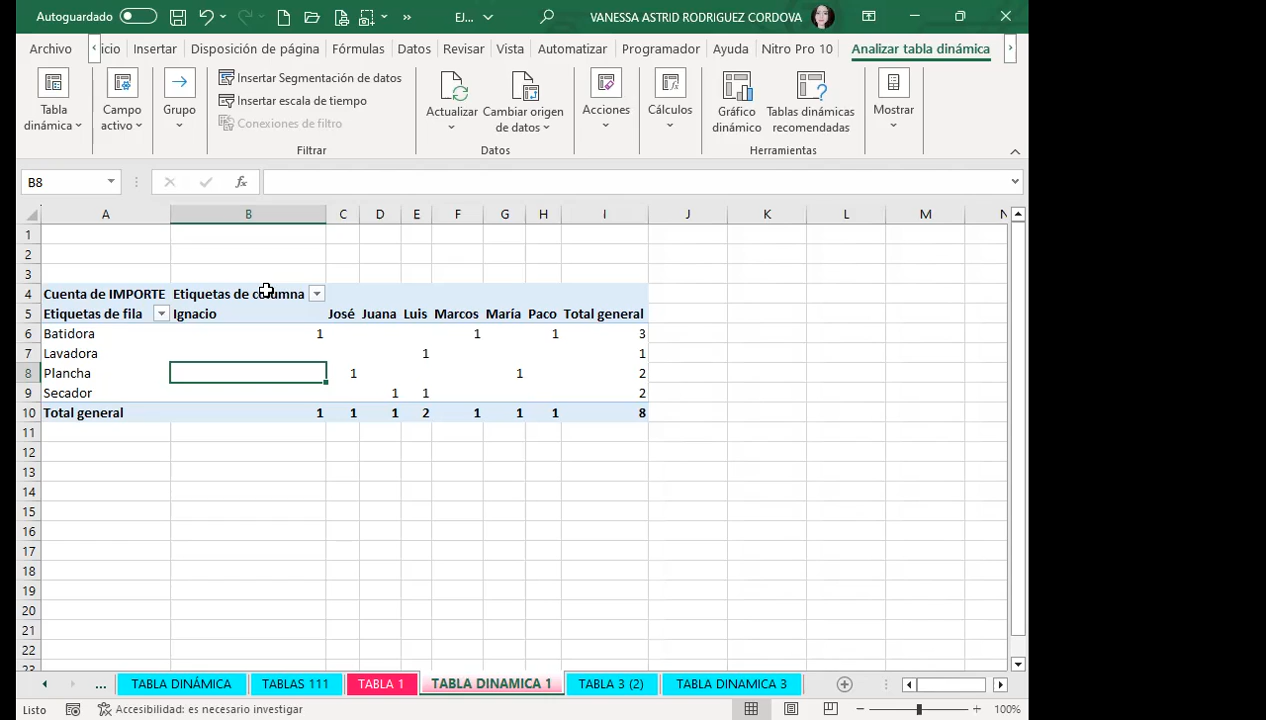 Autoguardado EJ... VANESSA ASTRID RODRIGUEZ CORDOVA
Archivo icio Insertar Disposición de página Fórmulas Datos Revisar Vista Automatizar Programador Ayuda Nitro Pro 10 Analizar tabla dinámica
Tabla dinámica
Campo activo
Grupo
Insertar Segmentación de datos
Insertar escala de tiempo
Conexiones de filtro
Filtrar
Actualizar
Cambiar origen de datos
Datos
Acciones
Cálculos
Gráfico dinámico
Tablas dinámicas recomendadas
Herramientas
Mostrar
B8 fx
A B C D E F G H I J K L M N
1
2
3
4 Cuenta de IMPORTE Etiquetas de columna
5 Etiquetas de fila Ignacio José Juana Luis Marcos María Paco Total general
6 Batidora 1 1 1 3
7 Lavadora 1 1
8 Plancha 1 1 2
9 Secador 1 1 2
10 Total general 1 1 1 2 1 1 1 8
11
12
13
14
15
16
17
18
19
20
21
22
23
... TABLA DINÁMICA TABLAS 111 TABLA 1 TABLA DINAMICA 1 TABLA 3 (2) TABLA DINAMICA 3
Listo Accesibilidad: es necesario investigar 100%